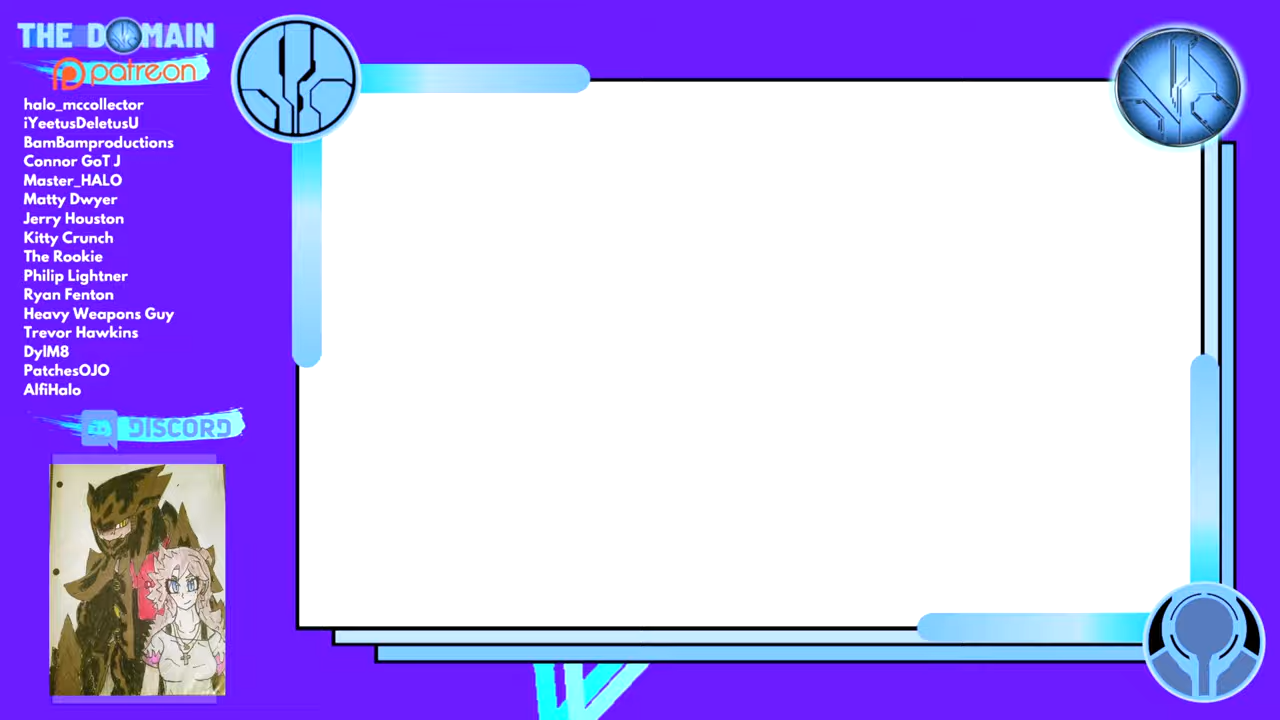 THE DOMAIN
patreon
halo_mccollector
iYeetusDeletusU
BamBamproductions
Connor GoT J
Master_HALO
Matty Dwyer
Jerry Houston
Kitty Crunch
The Rookie
Philip Lightner
Ryan Fenton
Heavy Weapons Guy
Trevor Hawkins
DylM8
PatchesOJO
AlfiHalo
DISCORD